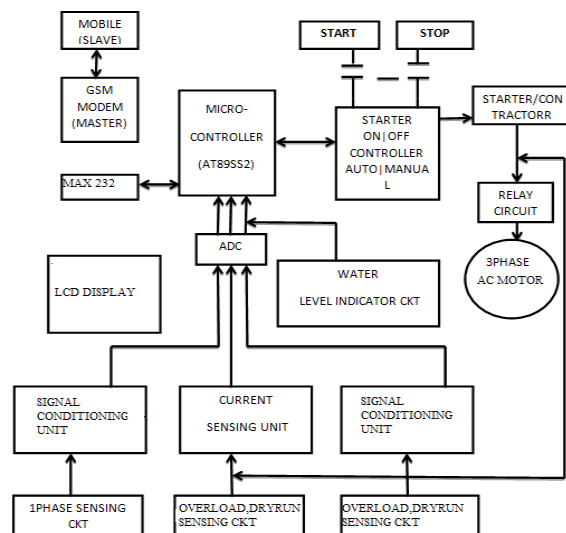 MOBILE
(SLAVE)
START
STOP
GSM
MODEM
(MASTER)
MICRO-
CONTROLLER
(AT89SS2)
STARTER
ON|OFF
CONTROLLER
AUTO|MANUA
L
STARTER/CON
TRACTORR
MAX 232
RELAY
CIRCUIT
ADC
3PHASE
AC MOTOR
LCD DISPLAY
WATER
LEVEL INDICATOR CKT
SIGNAL
CONDITIONING
UNIT
CURRENT
SENSING UNIT
SIGNAL
CONDITIONING
UNIT
1PHASE SENSING
CKT
OVERLOAD,DRYRUN
SENSING CKT
OVERLOAD,DRYRUN
SENSING CKT